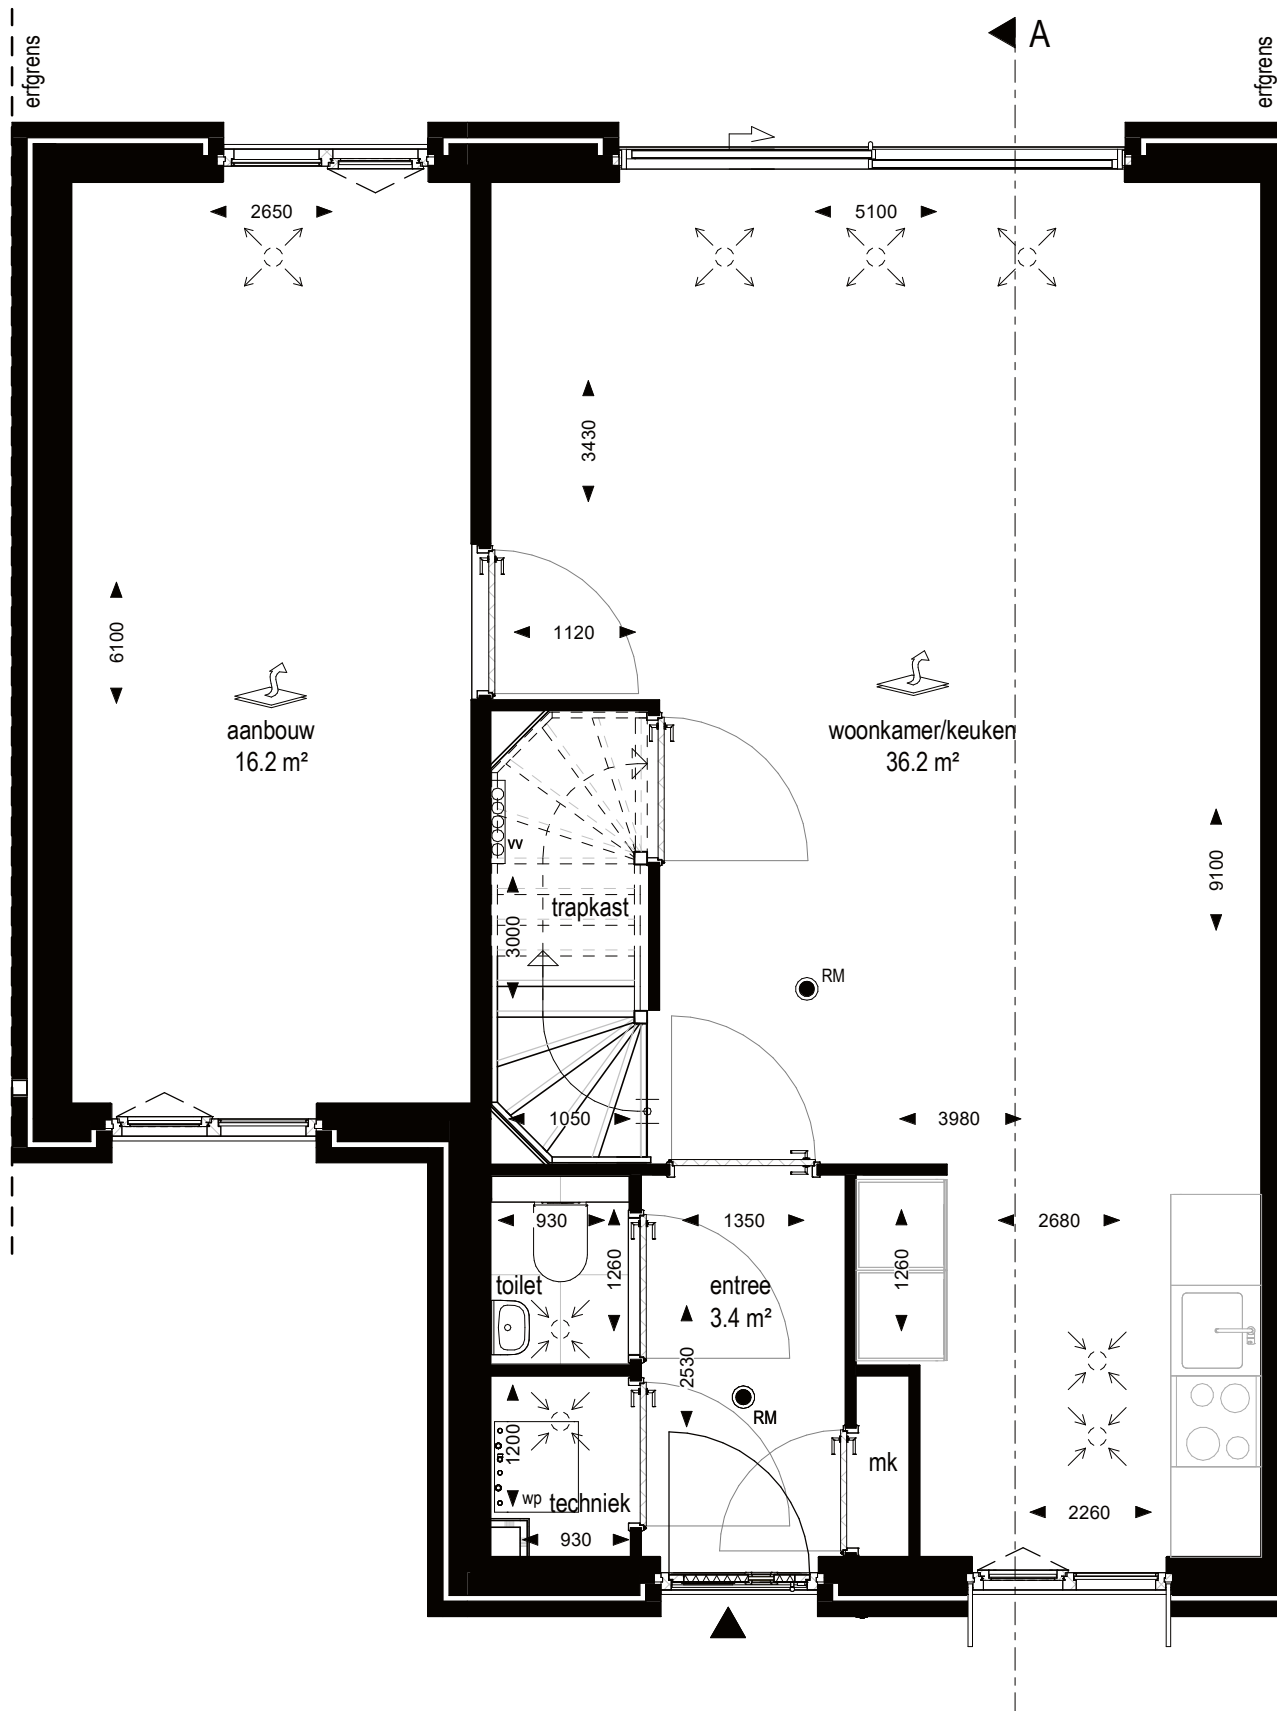 erfgrens
A
erfgrens
2650
5100
3430
1120
6100
aanbouw
16.2 m²
woonkamer/keuken
36.2 m²
vv
9100
trapkast
3000
RM
1050
3980
930
1260
1350
1260
2680
toilet
entree
3.4 m²
2530
RM
1200
mk
wp
techniek
930
2260